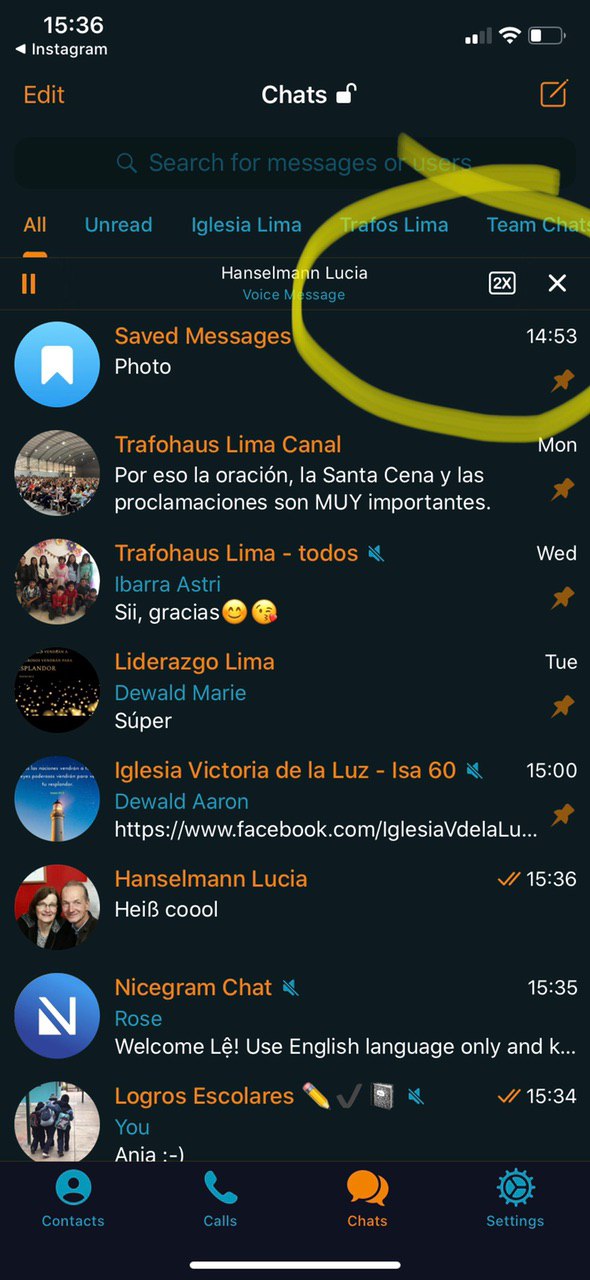 15:36
Instagram
Edit
Chats
Search for messages or users
All Unread Iglesia Lima Trafos Lima Team Chats
Hanselmann Lucia
Voice Message
2X
Saved Messages 14:53
Photo
Trafohaus Lima Canal Mon
Por eso la oración, la Santa Cena y las
proclamaciones son MUY importantes.
Trafohaus Lima - todos Wed
Ibarra Astri
Sii, gracias😊😘
Liderazgo Lima Tue
Dewald Marie
Súper
Iglesia Victoria de la Luz - Isa 60 15:00
Dewald Aaron
https://www.facebook.com/IglesiaVdelaLu...
Hanselmann Lucia 15:36
Heiß coool
Nicegram Chat 15:35
Rose
Welcome Lệ! Use English language only and k...
Logros Escolares ✏️✔️📓 15:34
You
Anja :-)
Contacts Calls Chats Settings